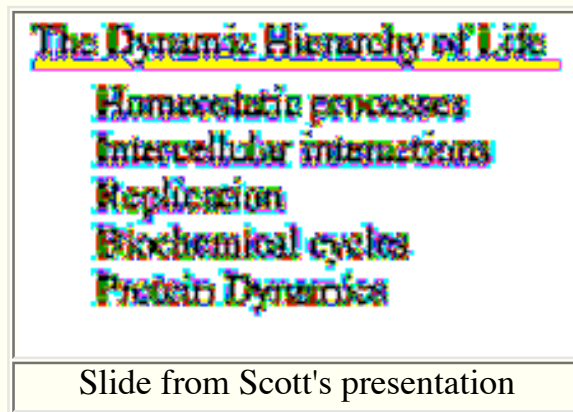 The Dynamic Hierarchy of Life
Homeostatic processes
Intercellular interactions
Replication
Biochemical cycles
Protein Dynamics
Slide from Scott's presentation